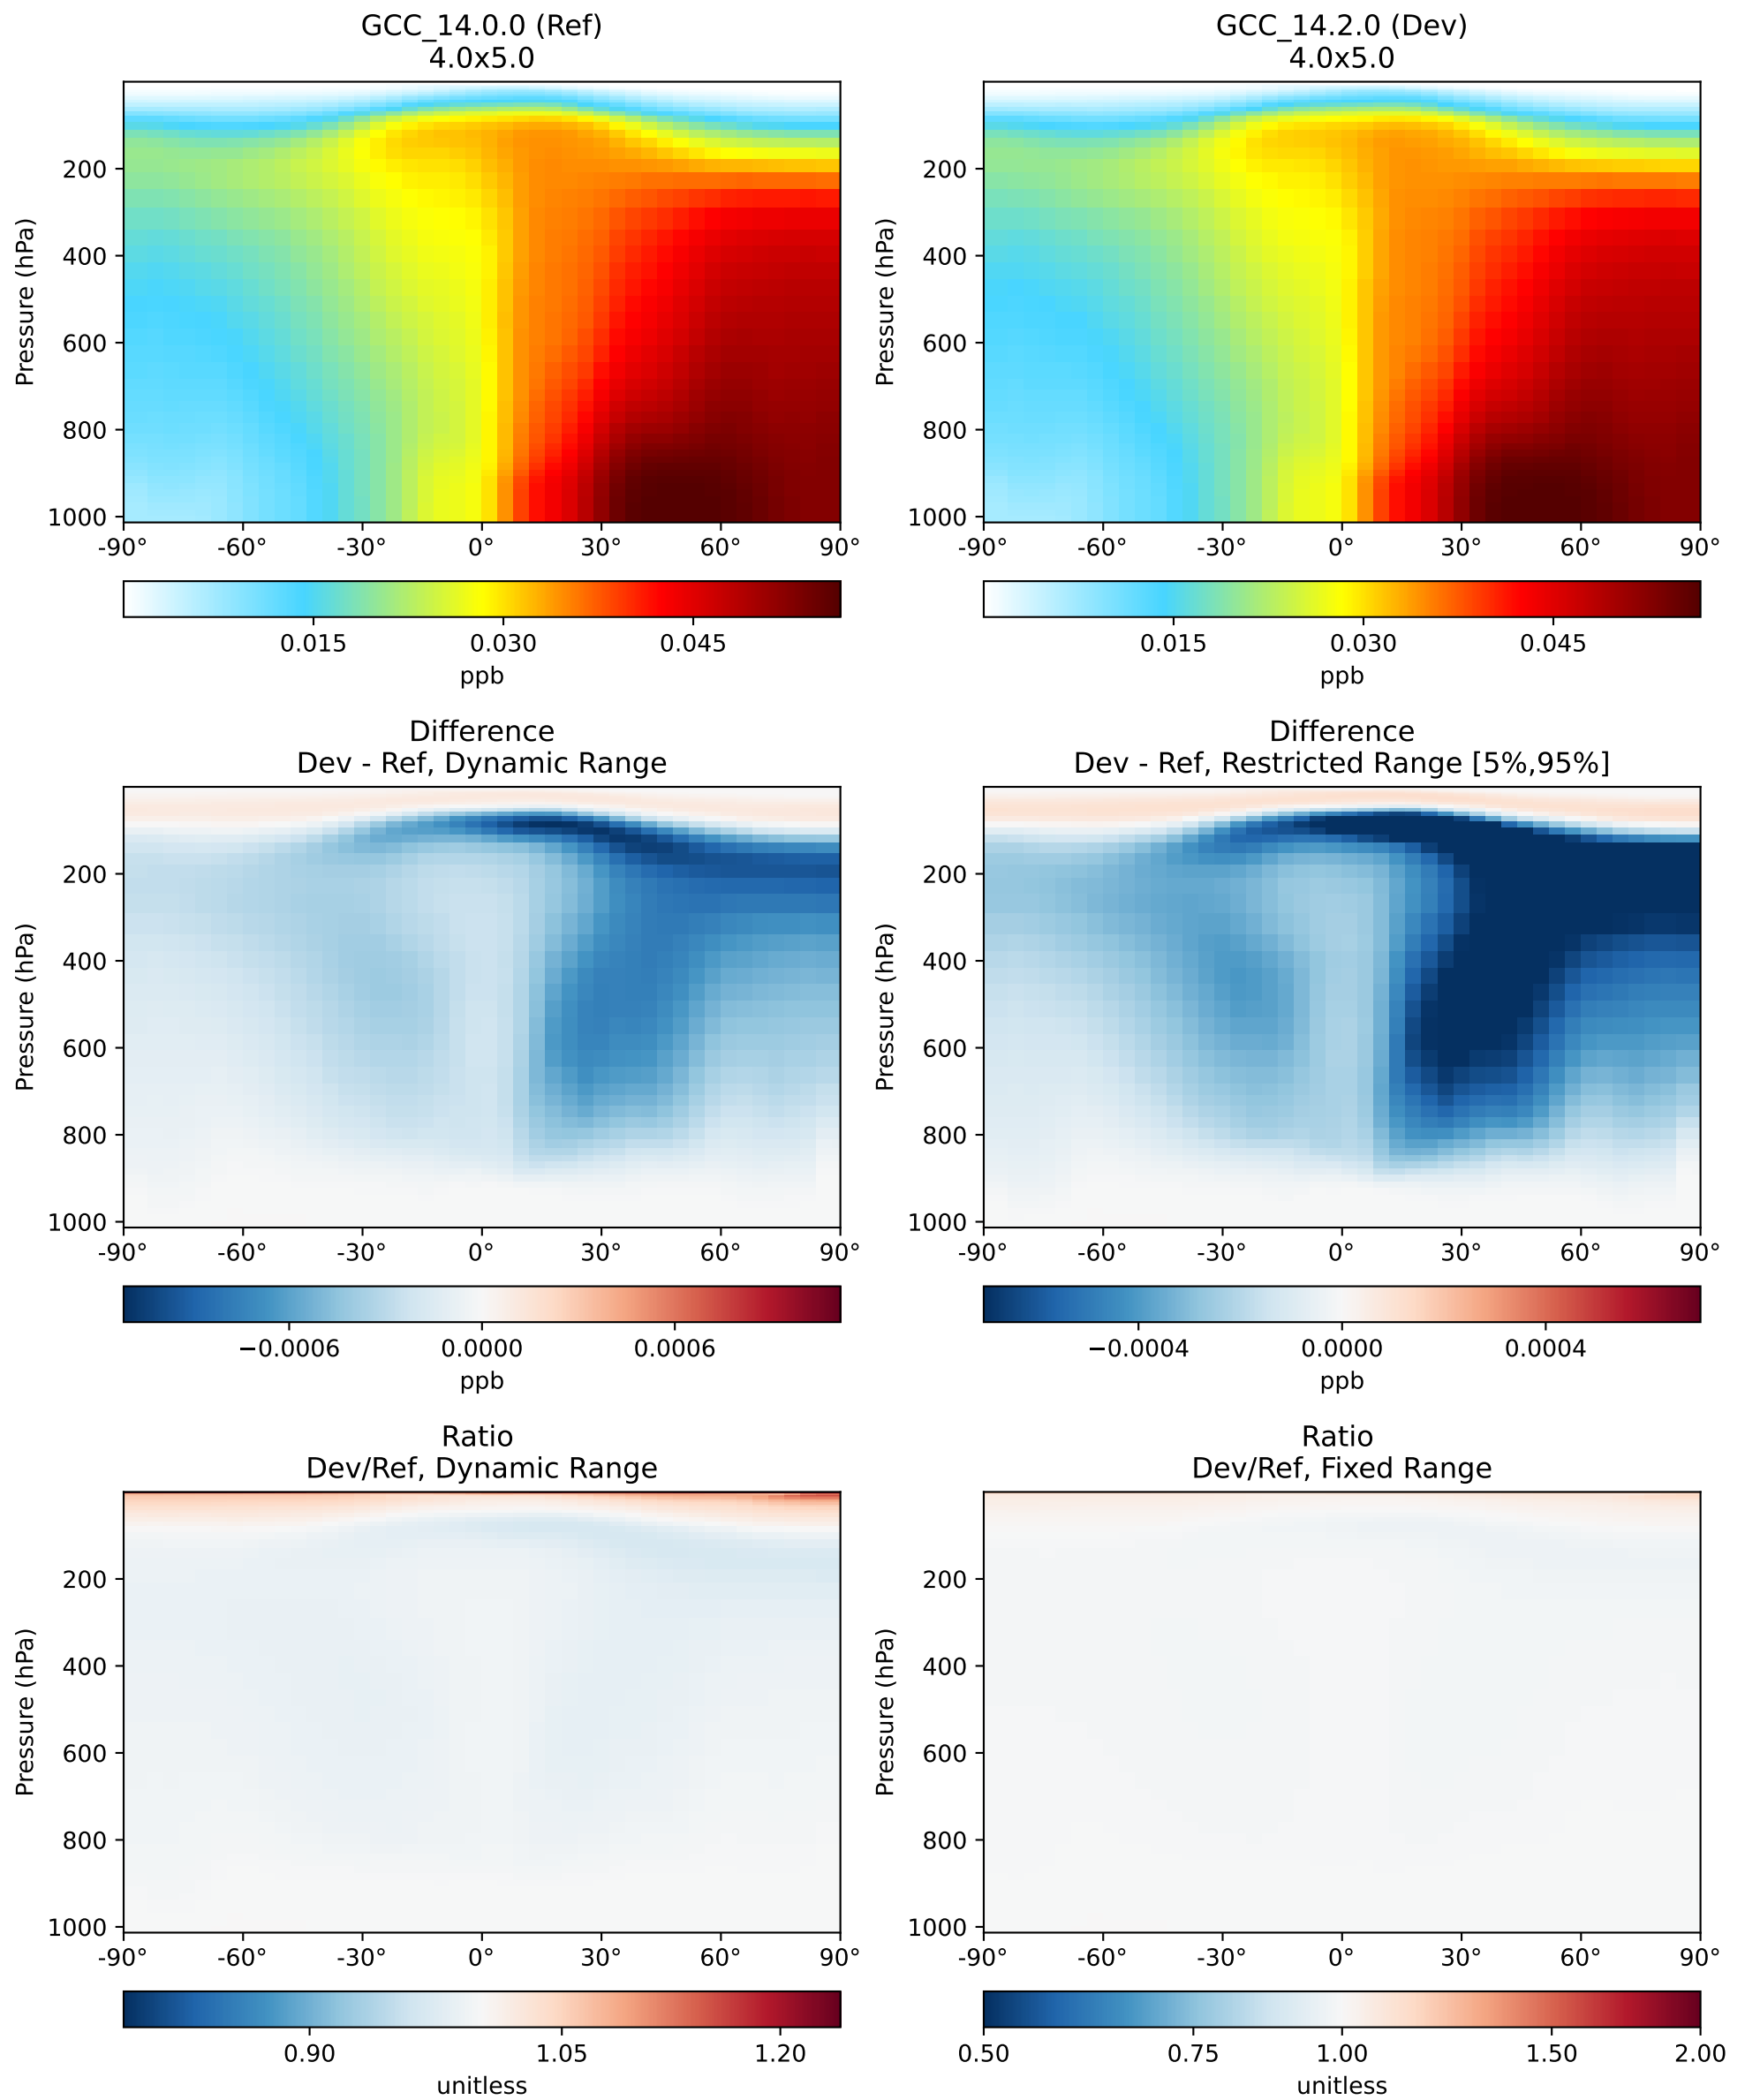 GCC_14.0.0 (Ref)
4.0x5.0
Pressure (hPa)
200
400
600
800
1000
-90° -60° -30° 0° 30° 60° 90°
0.015 0.030 0.045
ppb
GCC_14.2.0 (Dev)
4.0x5.0
Pressure (hPa)
200
400
600
800
1000
-90° -60° -30° 0° 30° 60° 90°
0.015 0.030 0.045
ppb
Difference
Dev - Ref, Dynamic Range
Pressure (hPa)
200
400
600
800
1000
-90° -60° -30° 0° 30° 60° 90°
−0.0006 0.0000 0.0006
ppb
Difference
Dev - Ref, Restricted Range [5%,95%]
Pressure (hPa)
200
400
600
800
1000
-90° -60° -30° 0° 30° 60° 90°
−0.0004 0.0000 0.0004
ppb
Ratio
Dev/Ref, Dynamic Range
Pressure (hPa)
200
400
600
800
1000
-90° -60° -30° 0° 30° 60° 90°
0.90 1.05 1.20
unitless
Ratio
Dev/Ref, Fixed Range
Pressure (hPa)
200
400
600
800
1000
-90° -60° -30° 0° 30° 60° 90°
0.50 0.75 1.00 1.50 2.00
unitless